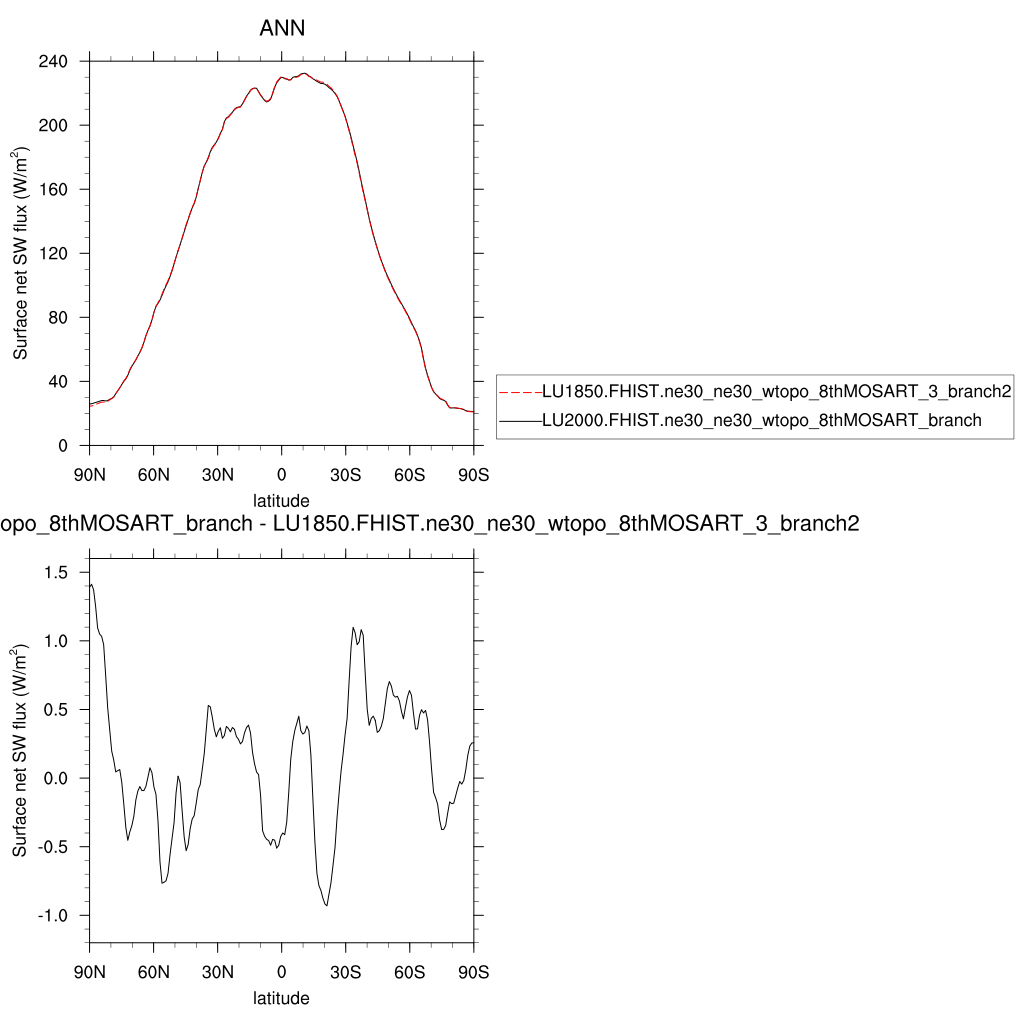 ANN
240
200
160
120
80
40
0
Surface net SW flux (W/m²)
90N 60N 30N 0 30S 60S 90S
latitude
LU1850.FHIST.ne30_ne30_wtopo_8thMOSART_3_branch2
LU2000.FHIST.ne30_ne30_wtopo_8thMOSART_branch
opo_8thMOSART_branch - LU1850.FHIST.ne30_ne30_wtopo_8thMOSART_3_branch2
1.5
1.0
0.5
0.0
-0.5
-1.0
Surface net SW flux (W/m²)
90N 60N 30N 0 30S 60S 90S
latitude